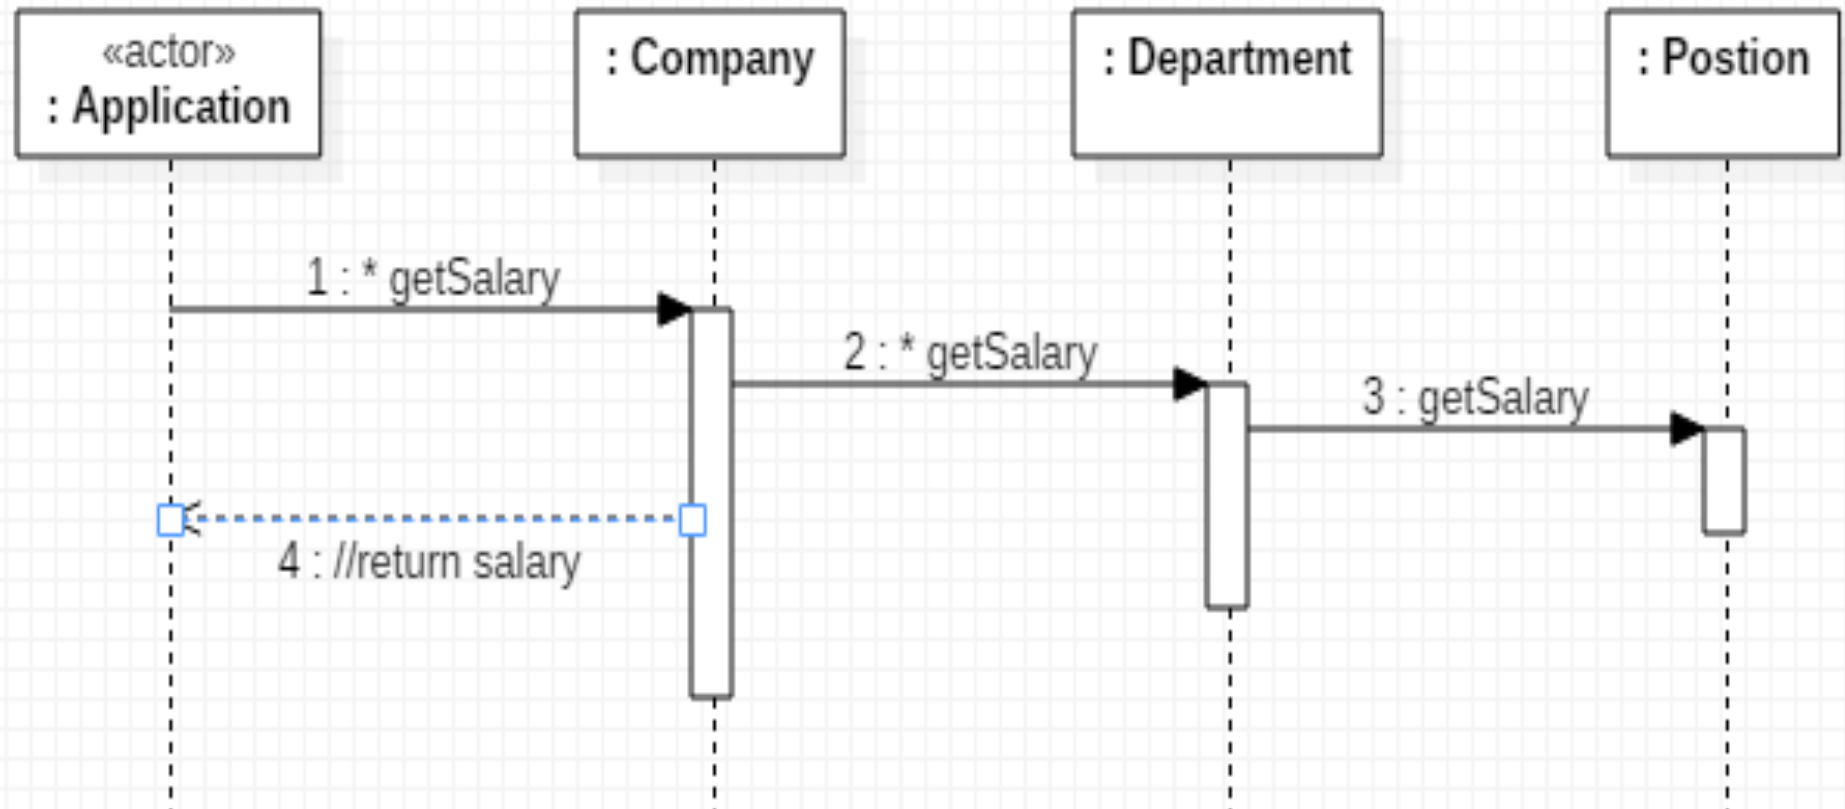 «actor»
: Application
: Company
: Department
: Postion
1 : * getSalary
2 : * getSalary
3 : getSalary
4 : //return salary